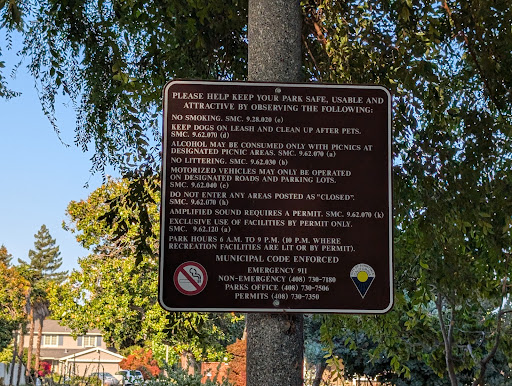 PLEASE HELP KEEP YOUR PARK SAFE, USABLE AND
ATTRACTIVE BY OBSERVING THE FOLLOWING:
NO SMOKING. SMC. 9.28.020 (e)
KEEP DOGS ON LEASH AND CLEAN UP AFTER PETS.
SMC. 9.62.070 (d)
ALCOHOL MAY BE CONSUMED ONLY WITH PICNICS AT
DESIGNATED PICNIC AREAS. SMC. 9.62.070 (a)
NO LITTERING. SMC. 9.62.030 (b)
MOTORIZED VEHICLES MAY ONLY BE OPERATED
ON DESIGNATED ROADS AND PARKING LOTS.
SMC. 9.62.040 (c)
DO NOT ENTER ANY AREAS POSTED AS "CLOSED".
SMC. 9.62.070 (h)
AMPLIFIED SOUND REQUIRES A PERMIT. SMC. 9.62.070 (k)
EXCLUSIVE USE OF FACILITIES BY PERMIT ONLY.
SMC. 9.62.120 (a)
PARK HOURS 6 A.M. TO 9 P.M. (10 P.M. WHERE
RECREATION FACILITIES ARE LIT OR BY PERMIT).
MUNICIPAL CODE ENFORCED
EMERGENCY 911
NON-EMERGENCY (408) 730-7180
PARKS OFFICE (408) 730-7506
PERMITS (408) 730-7350